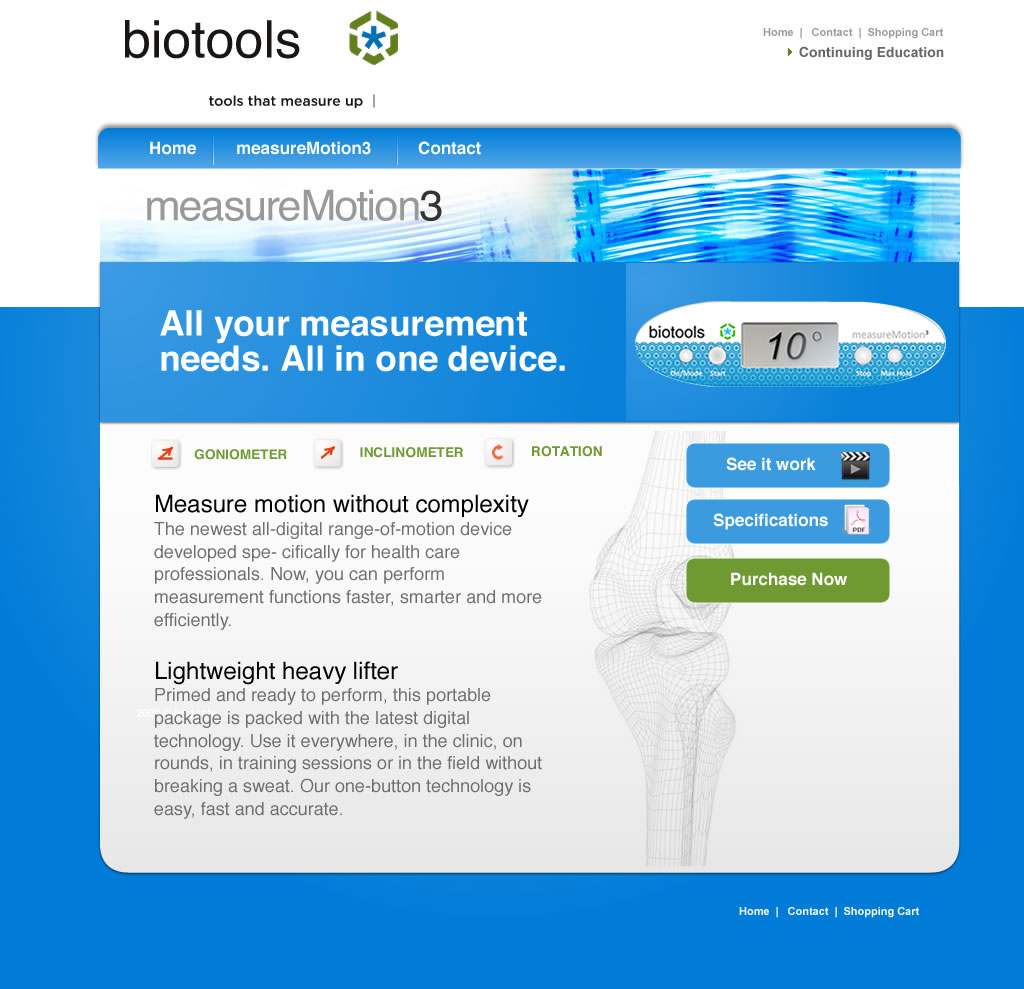 biotools
Home | Contact | Shopping Cart
Continuing Education
tools that measure up |
Home measureMotion3 Contact
measureMotion3
All your measurement
needs. All in one device.
biotools
10°
measureMotion³
On/Mode Start Stop Max Hold
GONIOMETER INCLINOMETER ROTATION
See it work
Specifications
PDF
Purchase Now
Measure motion without complexity
The newest all-digital range-of-motion device
developed spe- cifically for health care
professionals. Now, you can perform
measurement functions faster, smarter and more
efficiently.
Lightweight heavy lifter
Primed and ready to perform, this portable
package is packed with the latest digital
technology. Use it everywhere, in the clinic, on
rounds, in training sessions or in the field without
breaking a sweat. Our one-button technology is
easy, fast and accurate.
Home | Contact | Shopping Cart